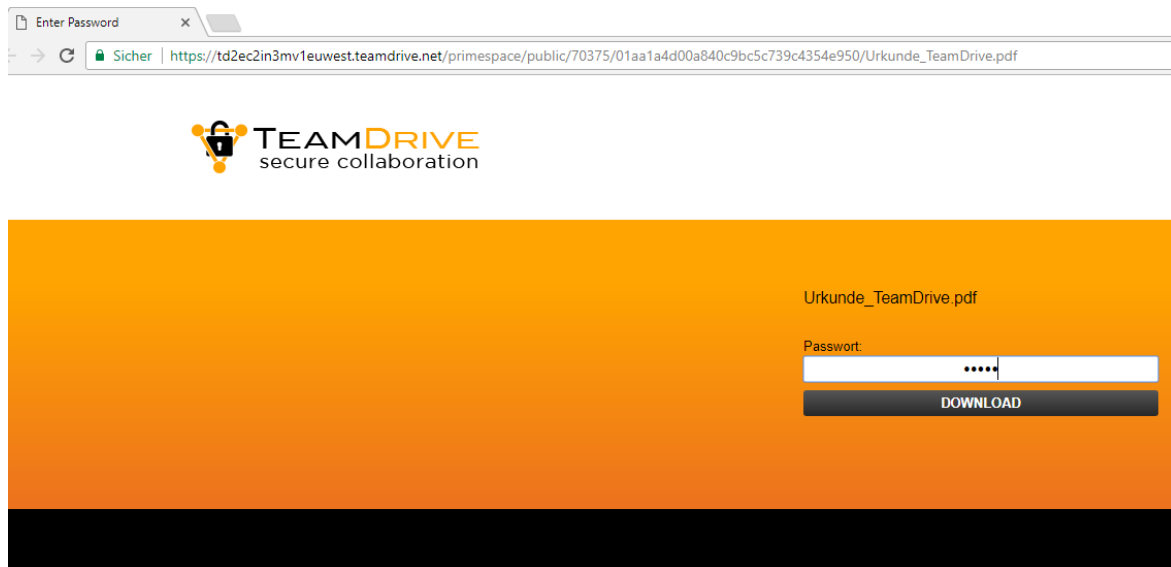 Enter Password
Sicher | https://td2ec2in3mv1euwest.teamdrive.net/primespace/public/70375/01aa1a4d00a840c9bc5c739c4354e950/Urkunde_TeamDrive.pdf
TEAMDRIVE
secure collaboration
Urkunde_TeamDrive.pdf
Passwort:
•••••
DOWNLOAD